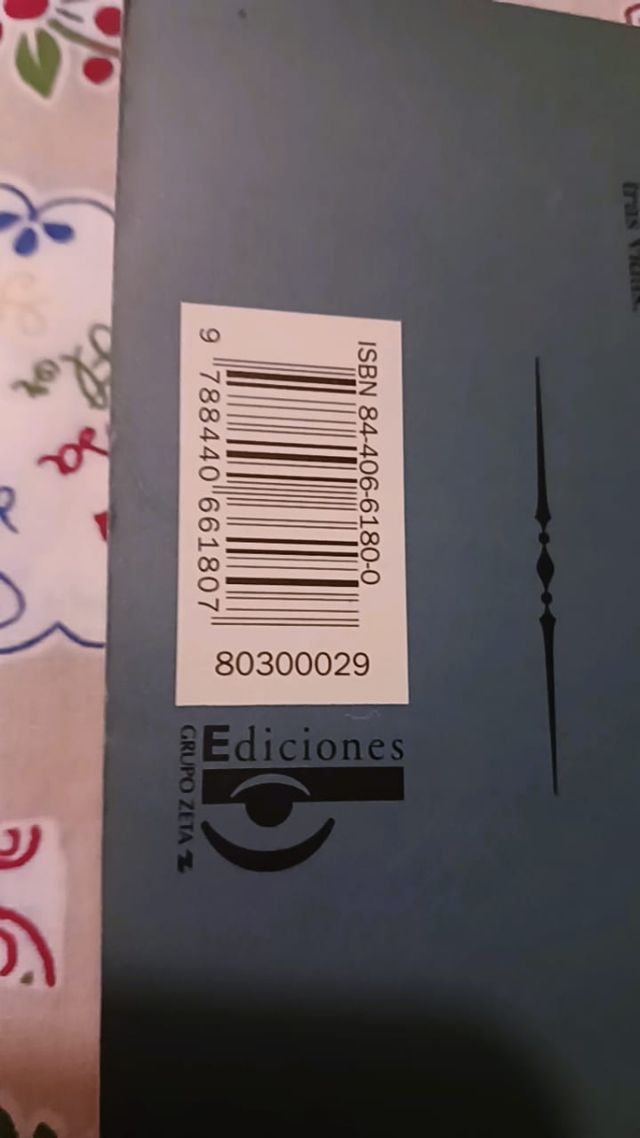 ISBN 84-406-6180-0
9 788440 661807
80300029
Ediciones
GRUPO ZETA